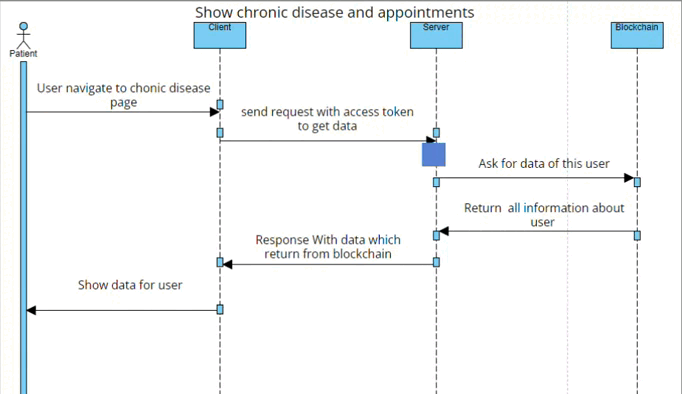 Show chronic disease and appointments
Patient
Client
Server
Blockchain
User navigate to chonic disease
page
send request with access token
to get data
Ask for data of this user
Return all information about
user
Response With data which
return from blockchain
Show data for user